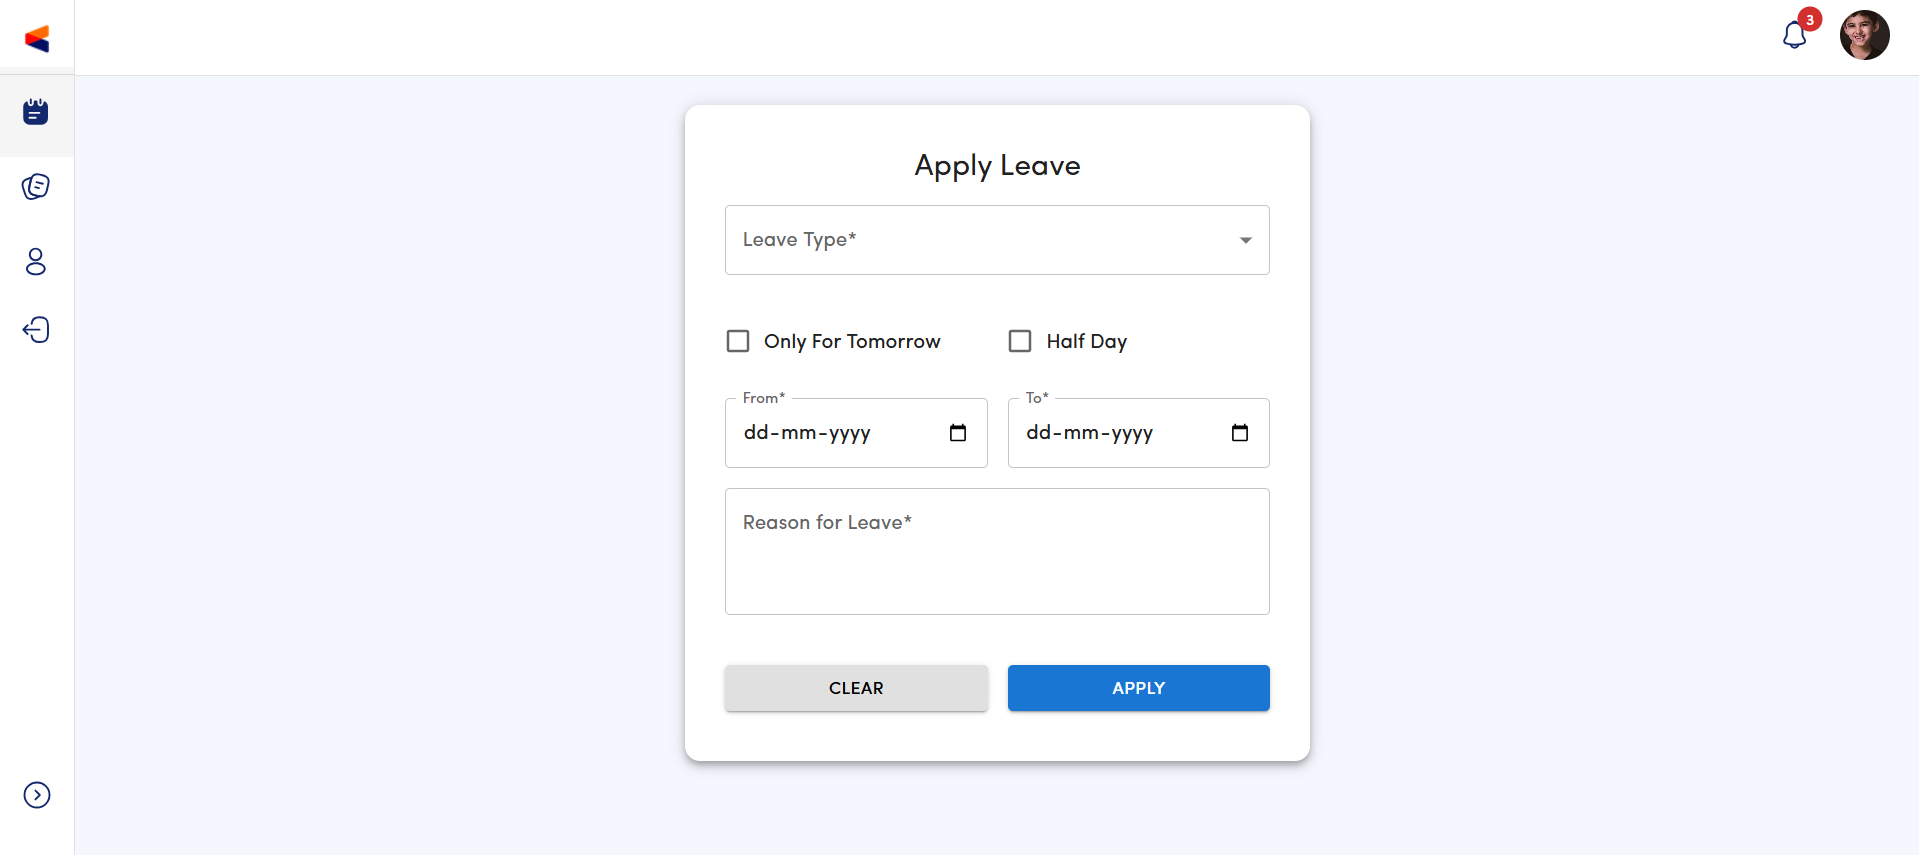 3
Apply Leave
Leave Type*
Only For Tomorrow
Half Day
From*
To*
dd-mm-yyyy
dd-mm-yyyy
Reason for Leave*
CLEAR
APPLY